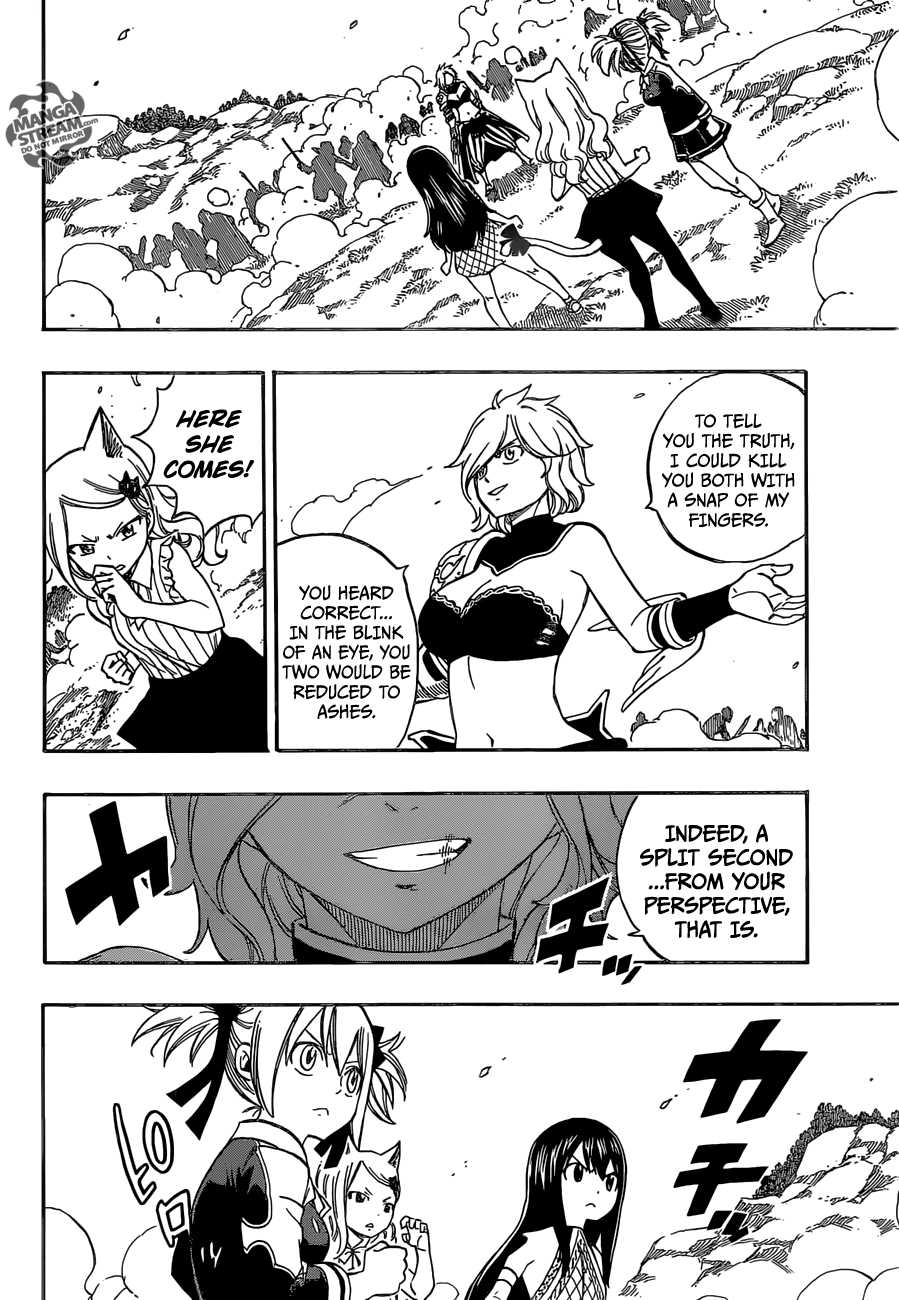 MANGA
STREAM.com
DO NOT MIRROR
TO TELL
YOU THE TRUTH,
I COULD KILL
YOU BOTH WITH
A SNAP OF MY
FINGERS.
YOU HEARD
CORRECT...
IN THE BLINK
OF AN EYE, YOU
TWO WOULD BE
REDUCED TO
ASHES.
HERE
SHE
COMES!
INDEED, A
SPLIT SECOND
...FROM YOUR
PERSPECTIVE,
THAT IS.
カ
チッ
カ
チッ